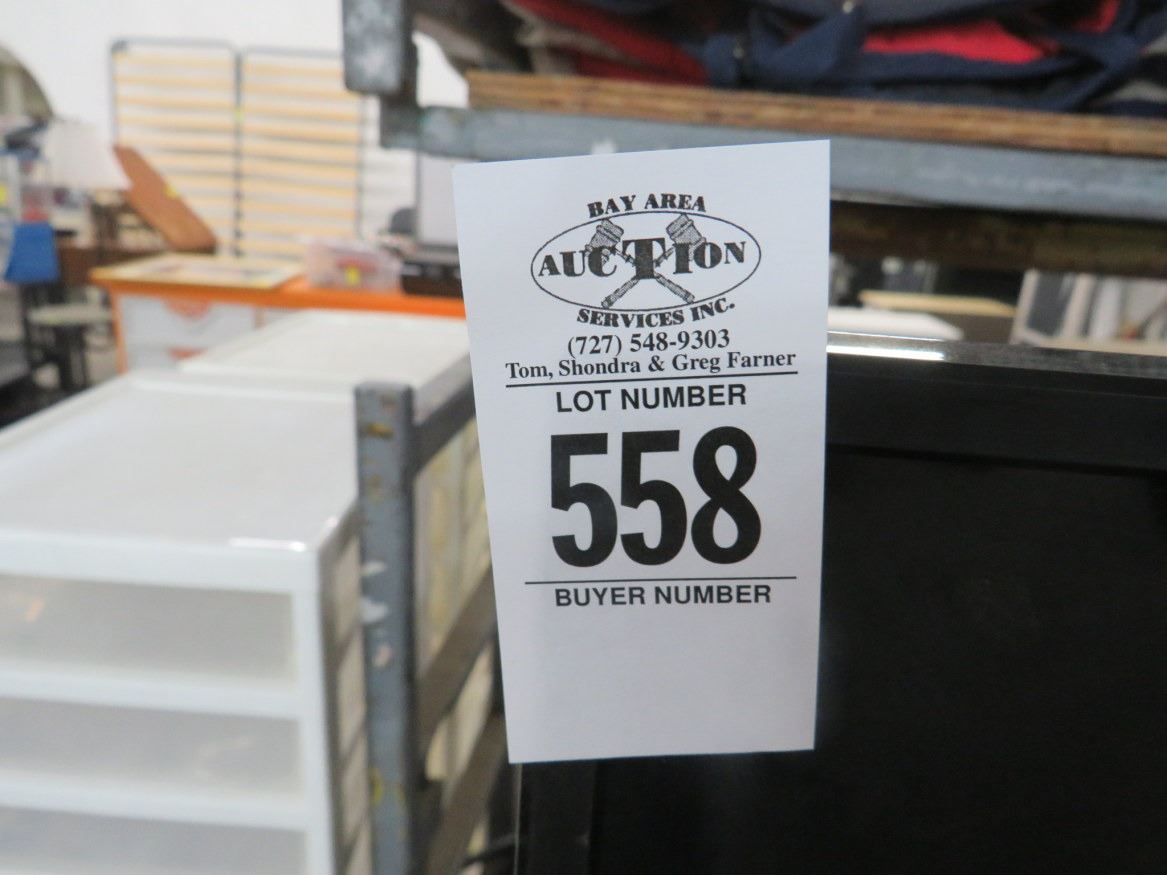 BAY AREA
AUCTION
SERVICES INC.
(727) 548-9303
Tom, Shondra & Greg Farner
LOT NUMBER
558
BUYER NUMBER